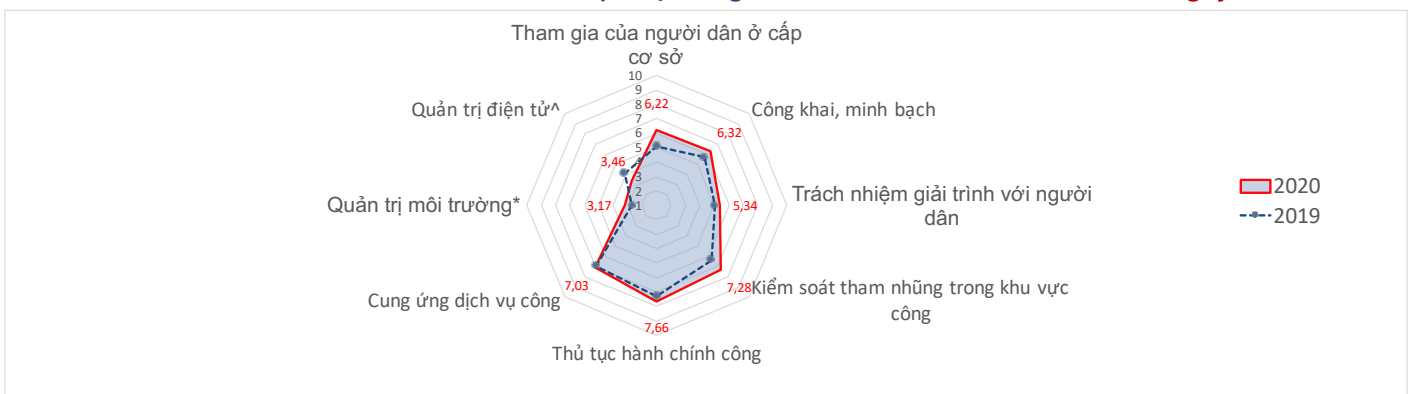 Tham gia của người dân ở cấp
cơ sở
10
9
8
7
6
5
4
3
2
1
6,22
Công khai, minh bạch
6,32
Trách nhiệm giải trình với người
dân
5,34
Kiểm soát tham nhũng trong khu vực
công
7,28
Thủ tục hành chính công
7,66
Cung ứng dịch vụ công
7,03
Quản trị môi trường*
3,17
Quản trị điện tử^
3,46
2020
2019